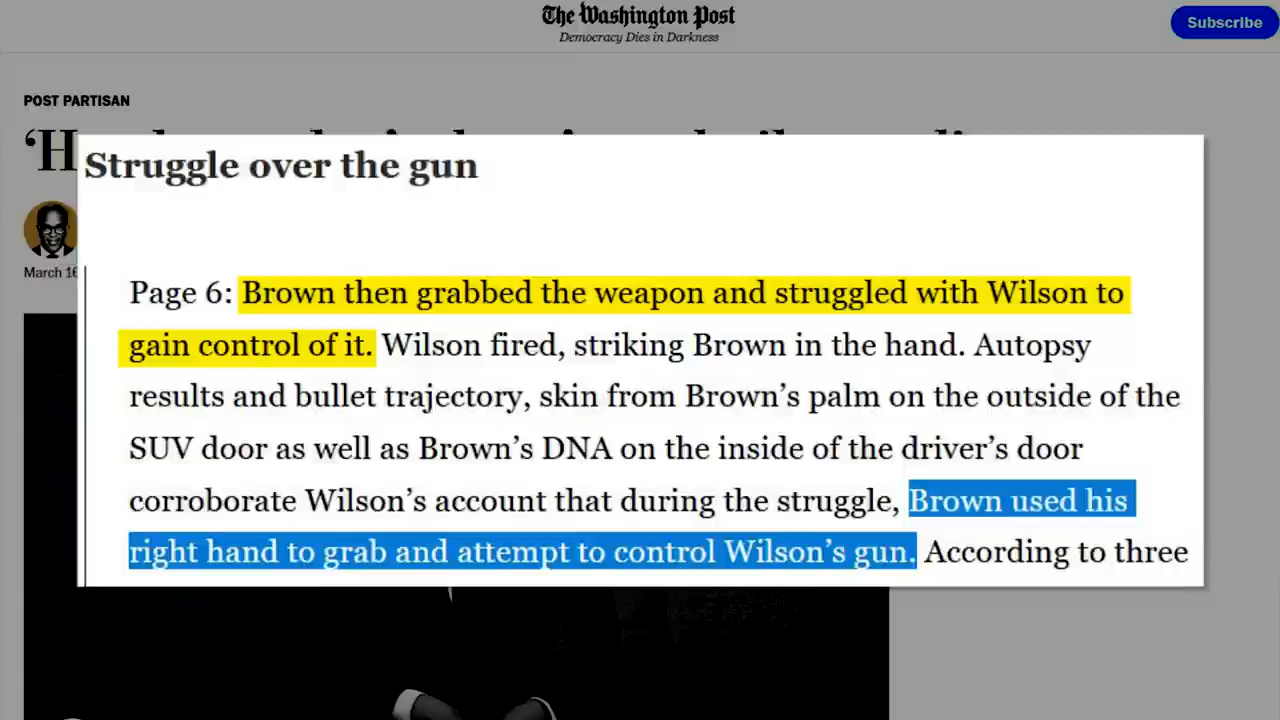 The Washington Post
Democracy Dies in Darkness
Subscribe
POST PARTISAN
March 16
Struggle over the gun
Page 6: Brown then grabbed the weapon and struggled with Wilson to
gain control of it. Wilson fired, striking Brown in the hand. Autopsy
results and bullet trajectory, skin from Brown’s palm on the outside of the
SUV door as well as Brown’s DNA on the inside of the driver’s door
corroborate Wilson’s account that during the struggle, Brown used his
right hand to grab and attempt to control Wilson’s gun. According to three